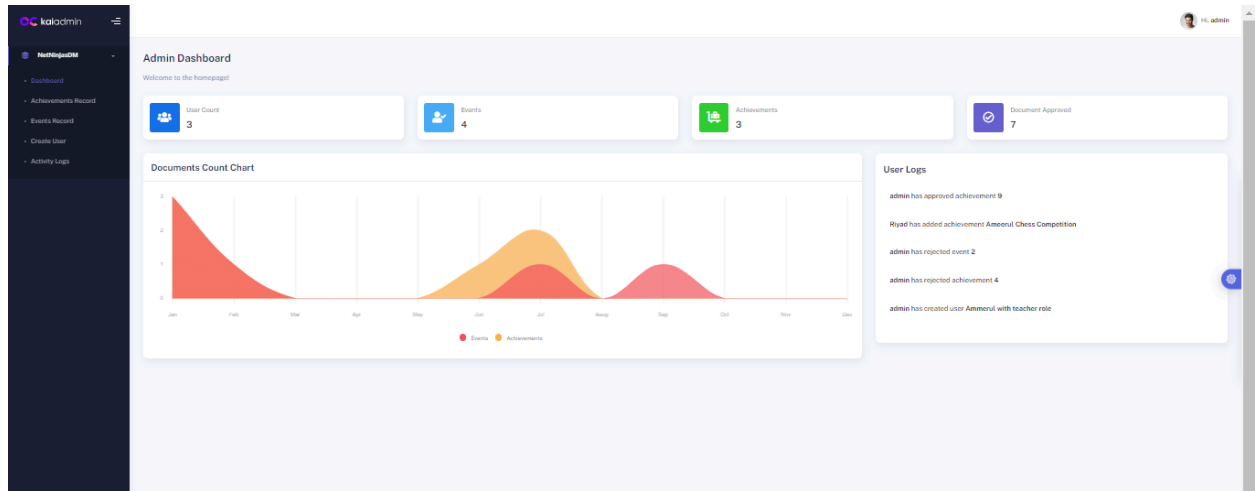 kaiadmin
Hi, admin
NetNinjasDM
Dashboard
Achievements Record
Events Record
Create User
Activity Logs
Admin Dashboard
Welcome to the homepage!
User Count
3
Events
4
Achievements
3
Document Approved
7
Documents Count Chart
3
2
1
0
Jan Feb Mar Apr May Jun Jul Aug Sep Oct Nov Dec
Events Achievements
User Logs
admin has approved achievement 9
Riyad has added achievement Ameerul Chess Competition
admin has rejected event 2
admin has rejected achievement 4
admin has created user Ammerul with teacher role